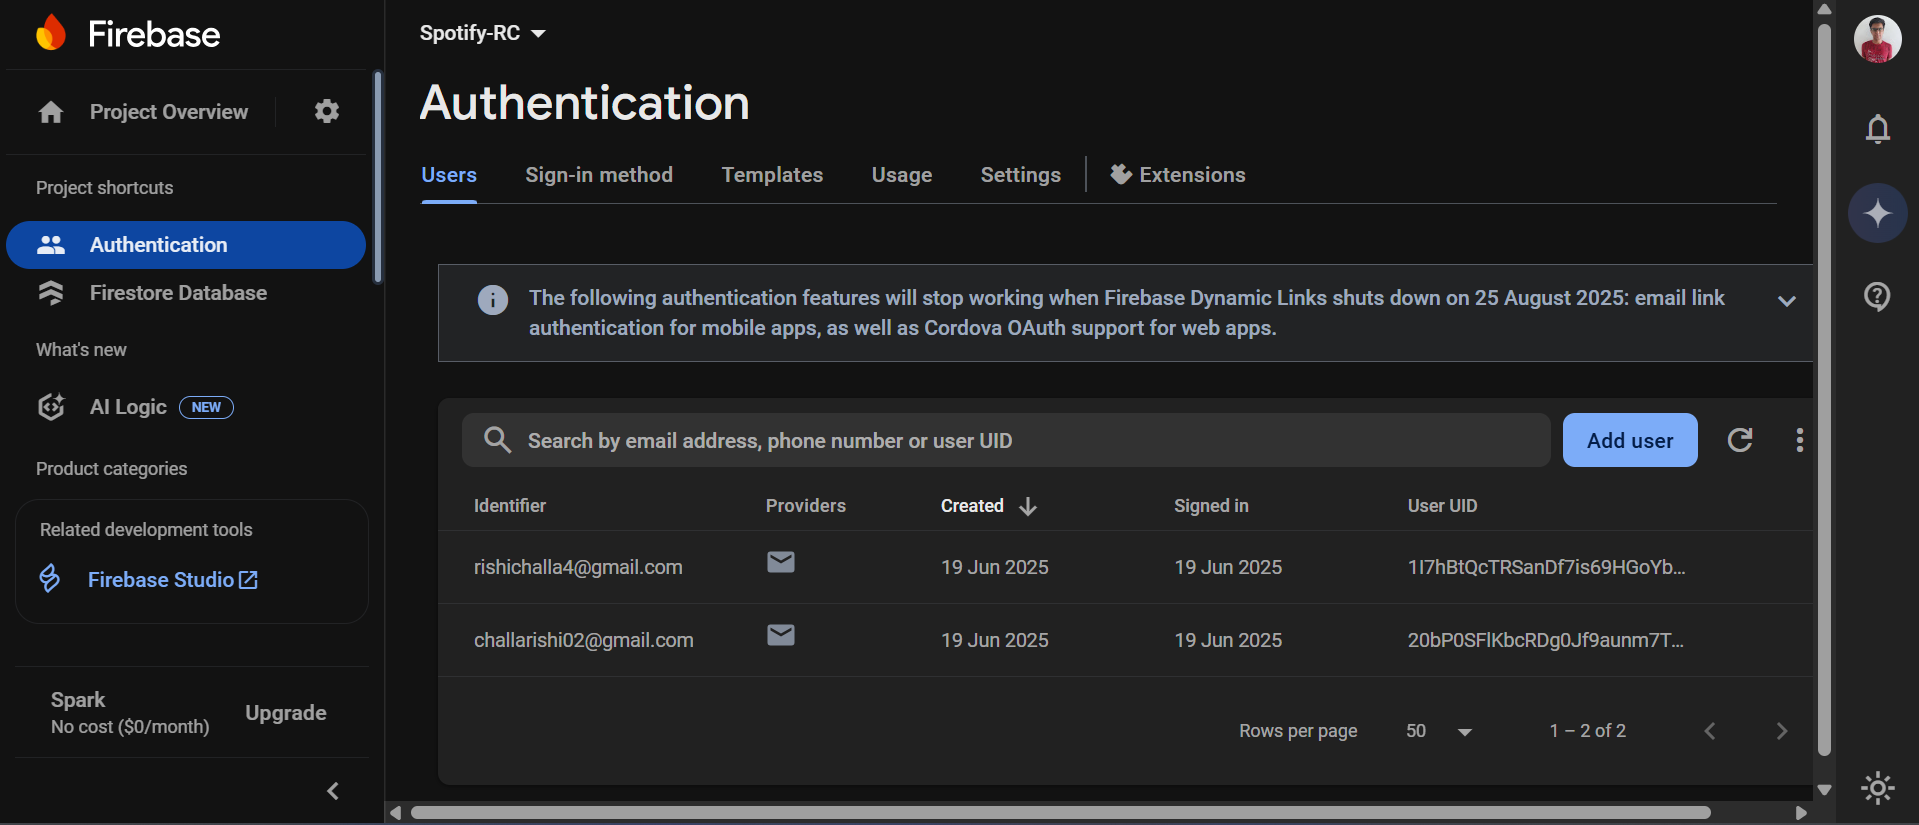 Firebase
Project Overview
Project shortcuts
Authentication
Firestore Database
What's new
AI Logic NEW
Product categories
Related development tools
Firebase Studio
Spark
No cost ($0/month)
Upgrade
Spotify-RC
Authentication
Users Sign-in method Templates Usage Settings Extensions
The following authentication features will stop working when Firebase Dynamic Links shuts down on 25 August 2025: email link
authentication for mobile apps, as well as Cordova OAuth support for web apps.
Search by email address, phone number or user UID
Add user
Identifier Providers Created Signed in User UID
rishichalla4@gmail.com 19 Jun 2025 19 Jun 2025 1I7hBtQcTRSanDf7is69HGoYb...
challarishi02@gmail.com 19 Jun 2025 19 Jun 2025 20bP0SFlKbcRDg0Jf9aunm7T...
Rows per page 50 1 – 2 of 2